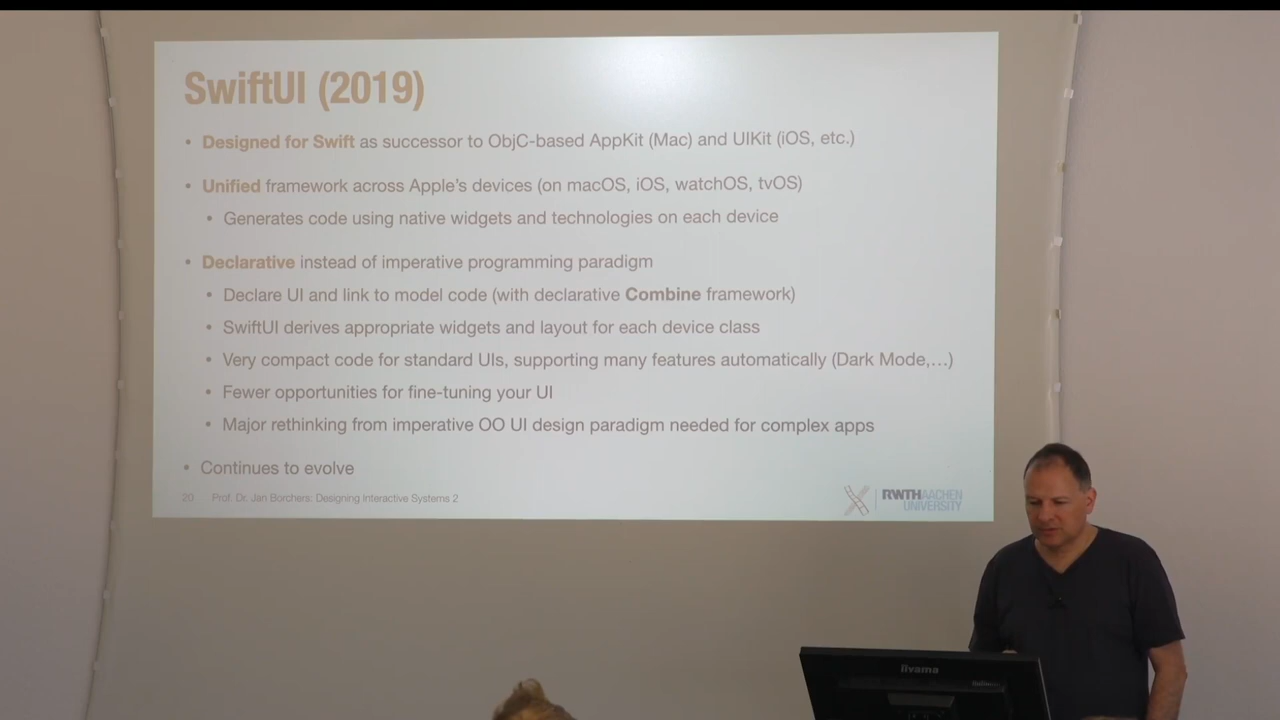 SwiftUI (2019)
• Designed for Swift as successor to ObjC-based AppKit (Mac) and UIKit (iOS, etc.)
• Unified framework across Apple's devices (on macOS, iOS, watchOS, tvOS)
• Generates code using native widgets and technologies on each device
• Declarative instead of imperative programming paradigm
• Declare UI and link to model code (with declarative Combine framework)
• SwiftUI derives appropriate widgets and layout for each device class
• Very compact code for standard UIs, supporting many features automatically (Dark Mode,…)
• Fewer opportunities for fine-tuning your UI
• Major rethinking from imperative OO UI design paradigm needed for complex apps
• Continues to evolve
20 Prof. Dr. Jan Borchers: Designing Interactive Systems 2
RWTHAACHEN
UNIVERSITY
iiyama